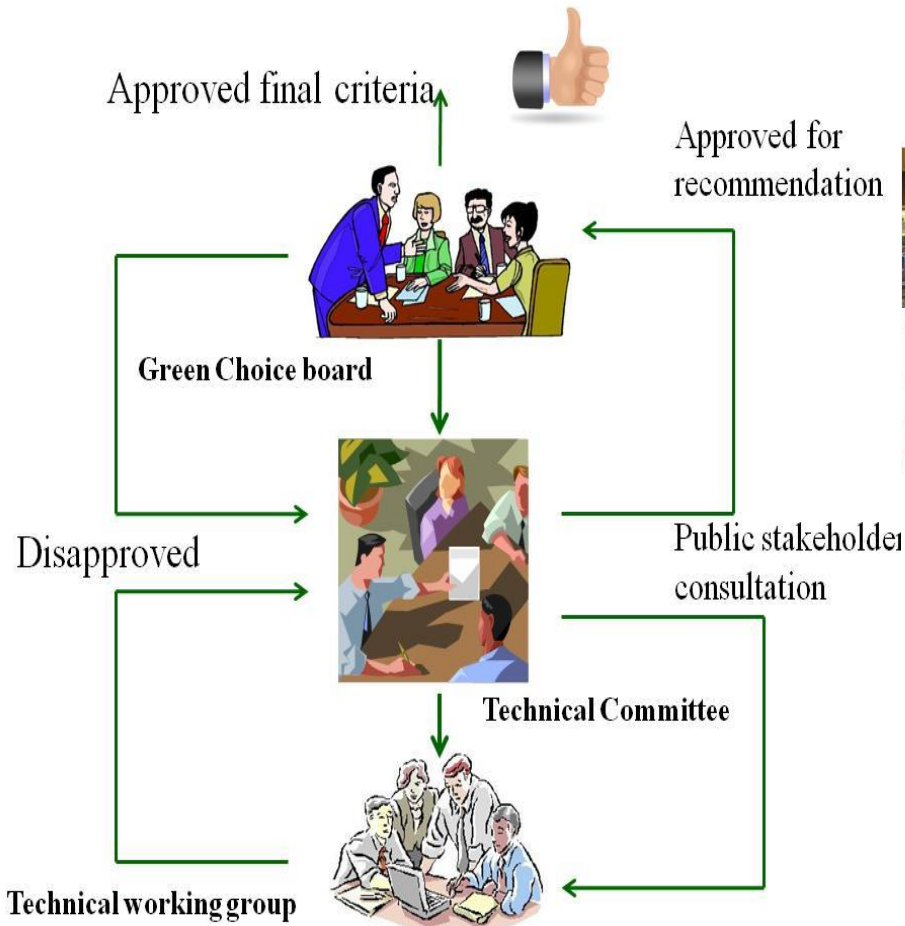 Approved final criteria
Approved for
recommendation
Green Choice board
Disapproved
Public stakeholder
consultation
Technical Committee
Technical working group